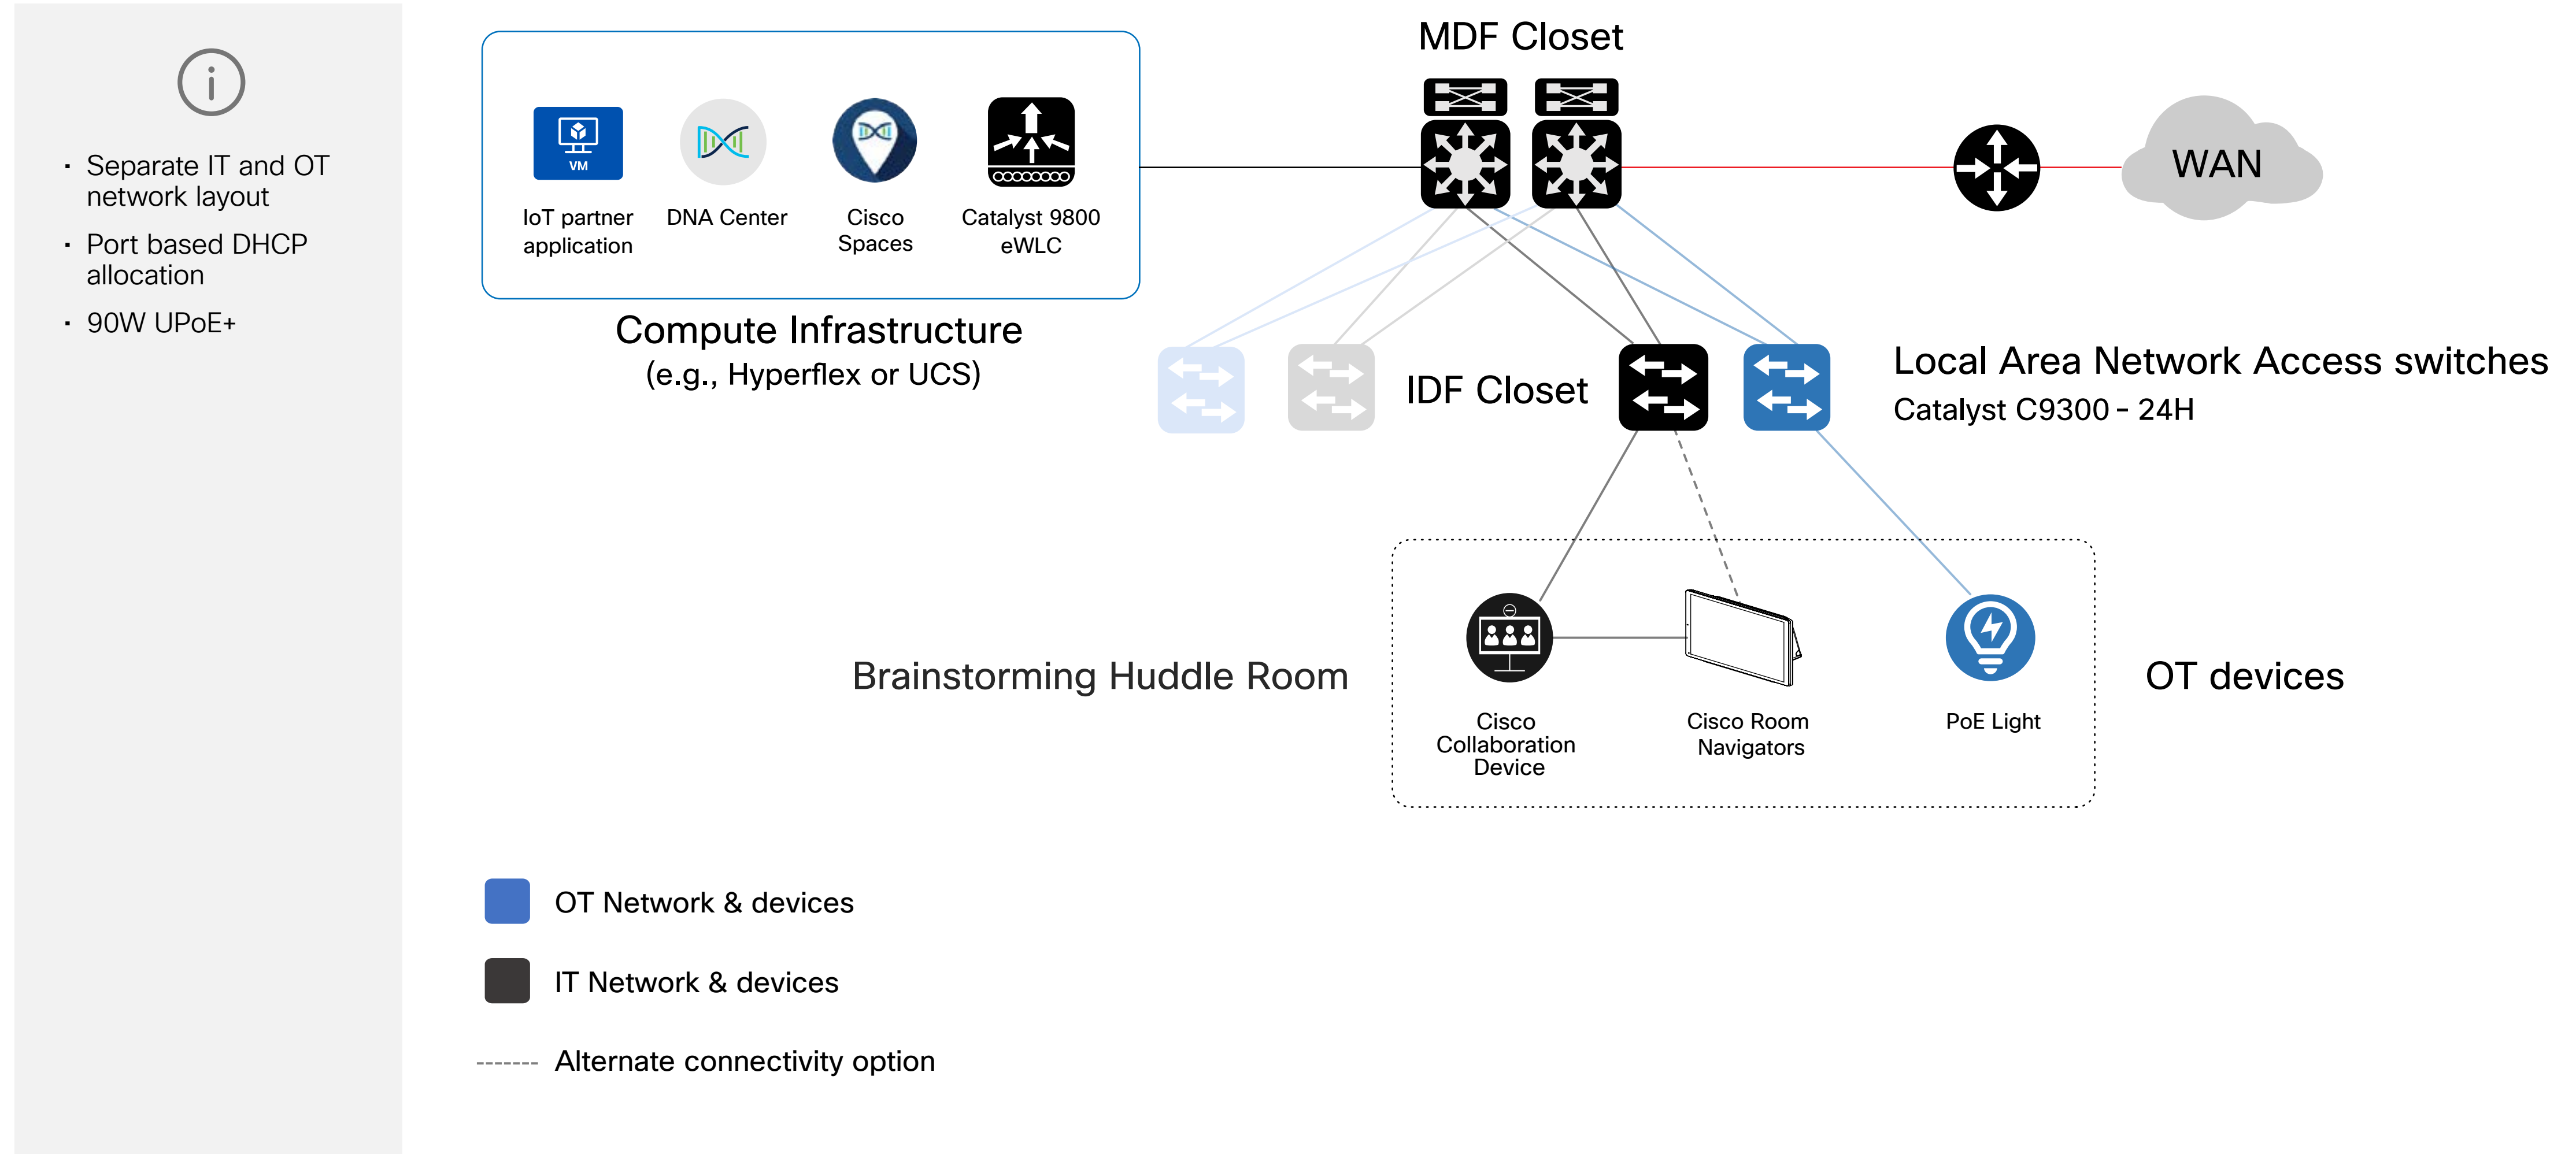 · Separate IT and OT
network layout
· Port based DHCP
allocation
· 90W UPoE+
MDF Closet
VM
IoT partner
application
DNA Center
Cisco
Spaces
Catalyst 9800
eWLC
WAN
Compute Infrastructure
(e.g., Hyperflex or UCS)
IDF Closet
Local Area Network Access switches
Catalyst C9300 - 24H
Brainstorming Huddle Room
Cisco
Collaboration
Device
Cisco Room
Navigators
PoE Light
OT devices
OT Network & devices
IT Network & devices
Alternate connectivity option